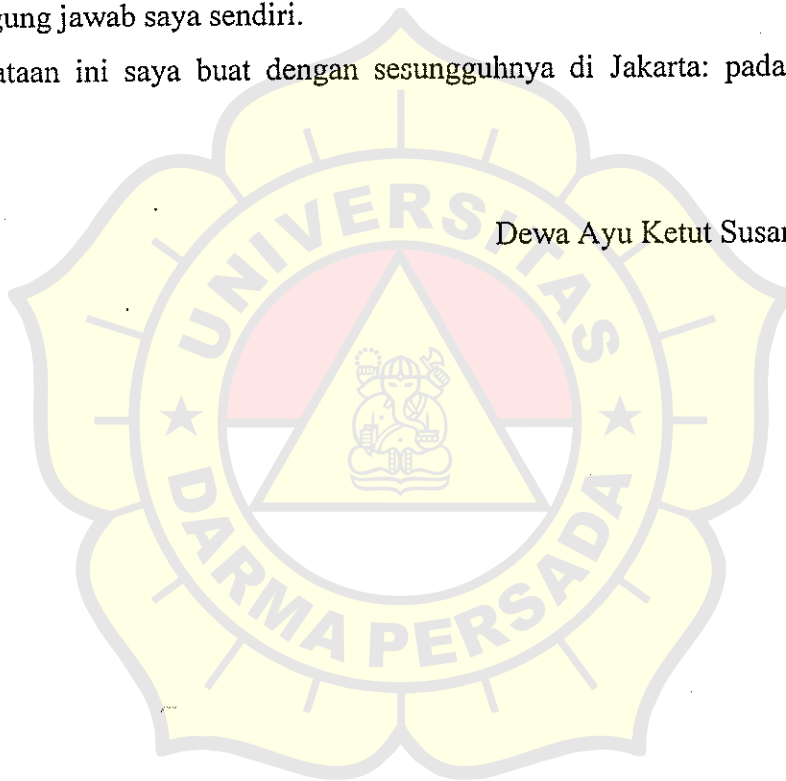 gung jawab saya sendiri.
ataan ini saya buat dengan sesungguhnya di Jakarta: pada
Dewa Ayu Ketut Susan
UNIVERSITAS
DARMA PERSADA